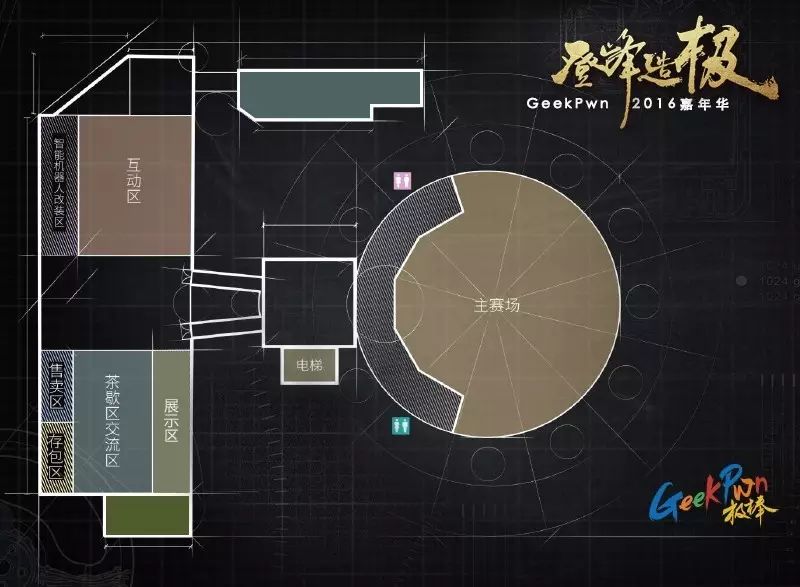 登峰造极
GeekPwn 2016嘉年华
智能机器人改装区
互动区
主赛场
电梯
售卖区
茶歇区交流区
展示区
存包区
1024
1024
GeekPwn
极棒